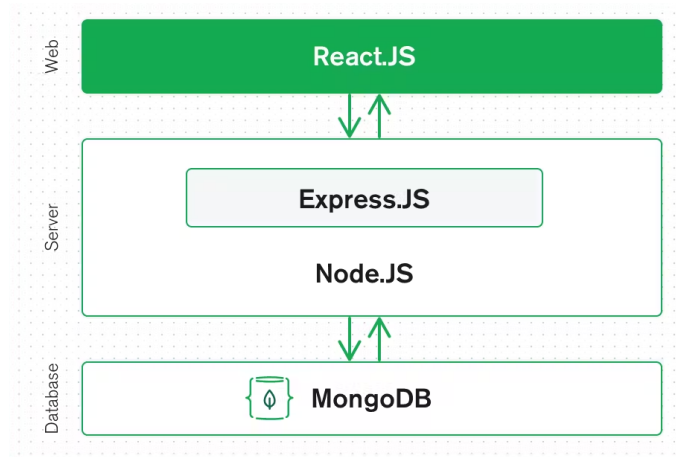 Web
React.JS
Server
Express.JS
Node.JS
Database
MongoDB